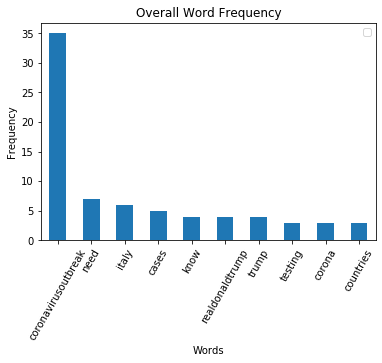 Overall Word Frequency
35
30
25
20
15
10
5
0
Frequency
coronavirusoutbreak
need
italy
cases
know
realdonaldtrump
trump
testing
corona
countries
Words